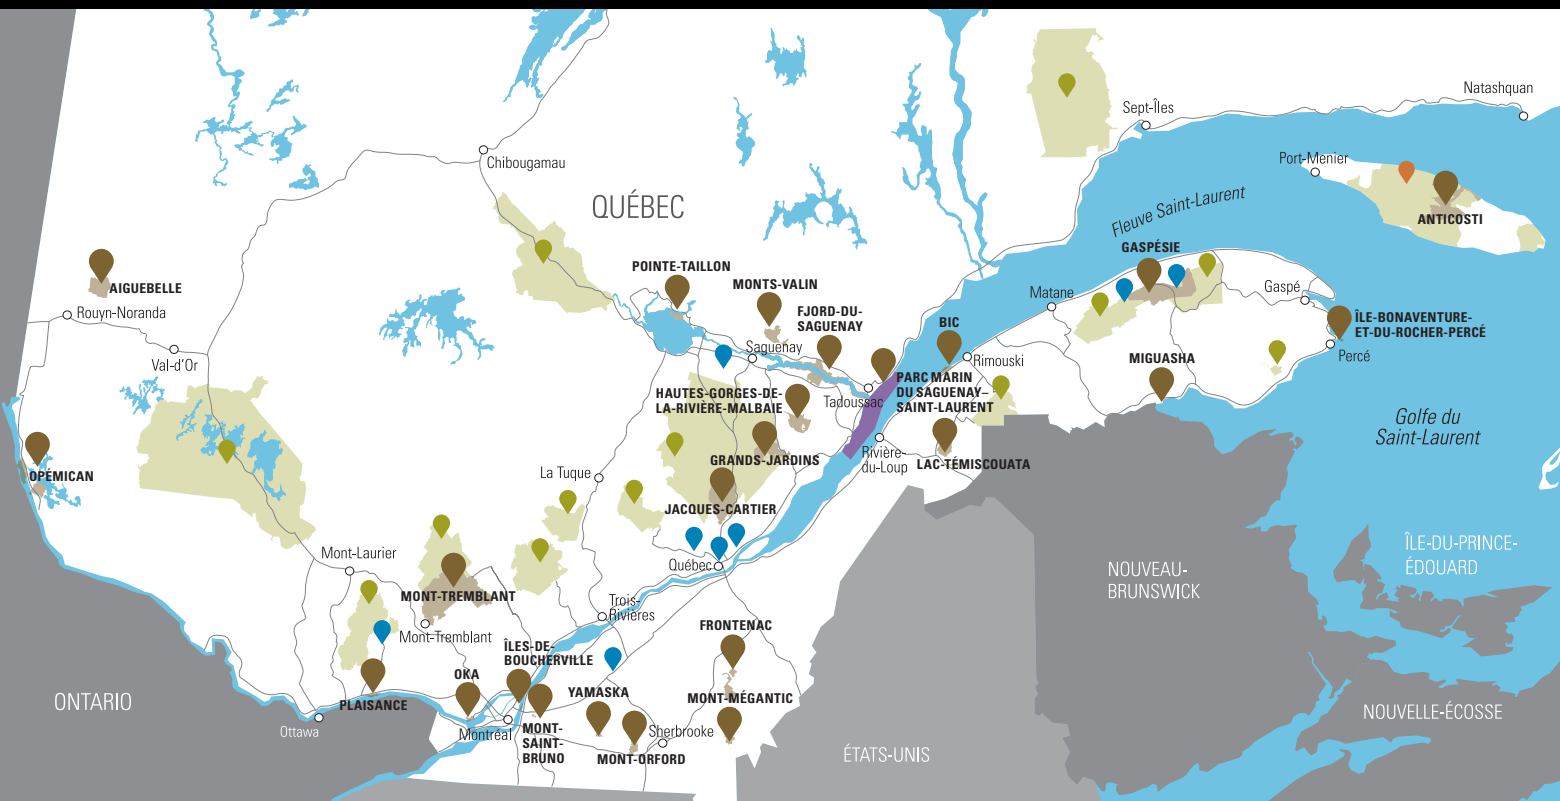 Natashquan
Sept-Îles
Port-Menier
Chibougamau
QUÉBEC
Fleuve Saint-Laurent
ANTICOSTI
GASPÉSIE
POINTE-TAILLON
MONTS-VALIN
AIGUEBELLE
Rouyn-Noranda
Gaspé
Matane
FJORD-DU-
SAGUENAY
BIC
ÎLE-BONAVENTURE-
ET-DU-ROCHER-PERCÉ
Percé
Saguenay
Rimouski
MIGUASHA
Val-d'Or
HAUTES-GORGES-DE-
LA-RIVIÈRE-MALBAIE
Tadoussac
PARC MARIN
DU SAGUENAY–
SAINT-LAURENT
Golfe du
Saint-Laurent
OPÉMICAN
La Tuque
GRANDS-JARDINS
Rivière-
du-Loup
LAC-TÉMISCOUATA
JACQUES-CARTIER
Mont-Laurier
Québec
ÎLE-DU-PRINCE-
ÉDOUARD
NOUVEAU-
BRUNSWICK
MONT-TREMBLANT
Mont-Tremblant
Trois-
Rivières
FRONTENAC
ÎLES-DE-
BOUCHERVILLE
OKA
YAMASKA
MONT-MÉGANTIC
ONTARIO
PLAISANCE
Ottawa
Montréal
MONT-
SAINT-
BRUNO
MONT-ORFORD
Sherbrooke
ÉTATS-UNIS
NOUVELLE-ÉCOSSE